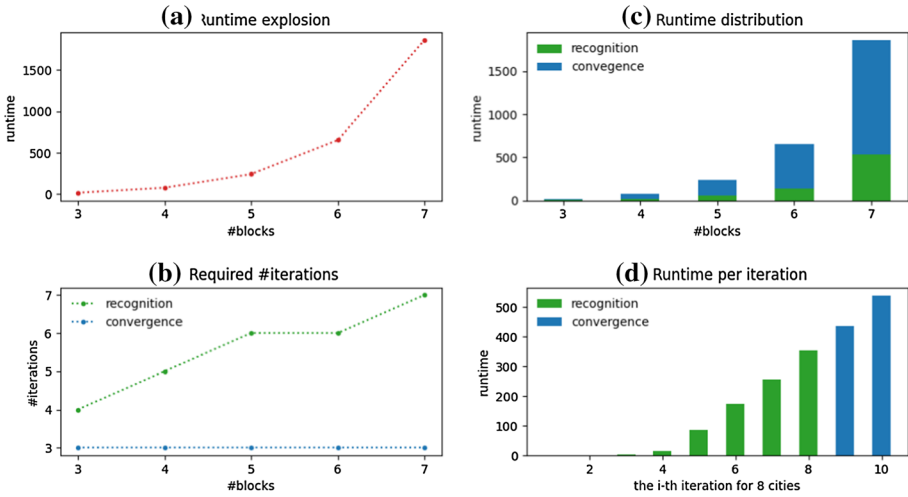 (a) Runtime explosion
runtime
1500
1000
500
0
3 4 5 6 7
#blocks
(c) Runtime distribution
recognition
convegence
runtime
1500
1000
500
0
3 4 5 6 7
#blocks
(b) Required #iterations
recognition
convergence
#iterations
7
6
5
4
3
3 4 5 6 7
#blocks
(d) Runtime per iteration
recognition
convergence
runtime
500
400
300
200
100
0
2 4 6 8 10
the i-th iteration for 8 cities